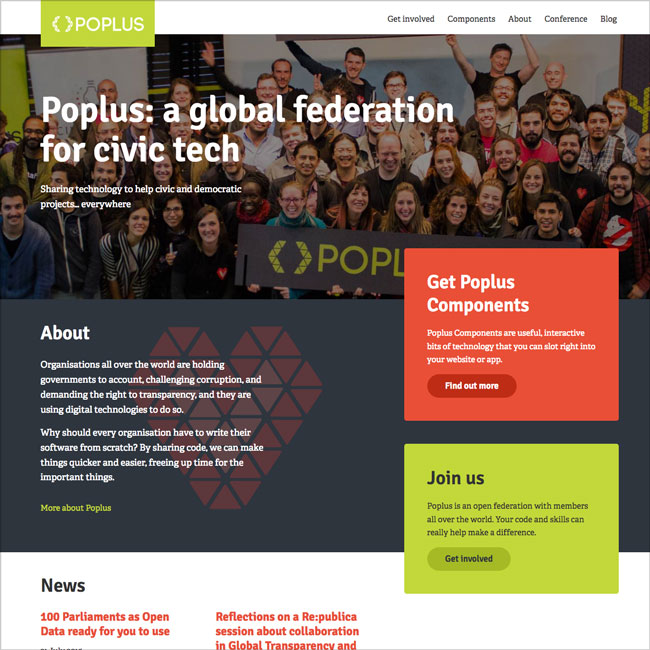 POPLUS
Get involved
Components
About
Conference
Blog
Poplus: a global federation
for civic tech
Sharing technology to help civic and democratic
projects... everywhere
POPL
Get Poplus
Components
Poplus Components are useful, interactive
bits of technology that you can slot right into
your website or app.
Find out more
About
Organisations all over the world are holding
governments to account, challenging corruption, and
demanding the right to transparency, and they are
using digital technologies to do so.
Why should every organisation have to write their
software from scratch? By sharing code, we can make
things quicker and easier, freeing up time for the
important things.
More about Poplus
Join us
Poplus is an open federation with members
all over the world. Your code and skills can
really help make a difference.
Get involved
News
100 Parliaments as Open
Data ready for you to use
Reflections on a Re:publica
session about collaboration
in Global Transparency and